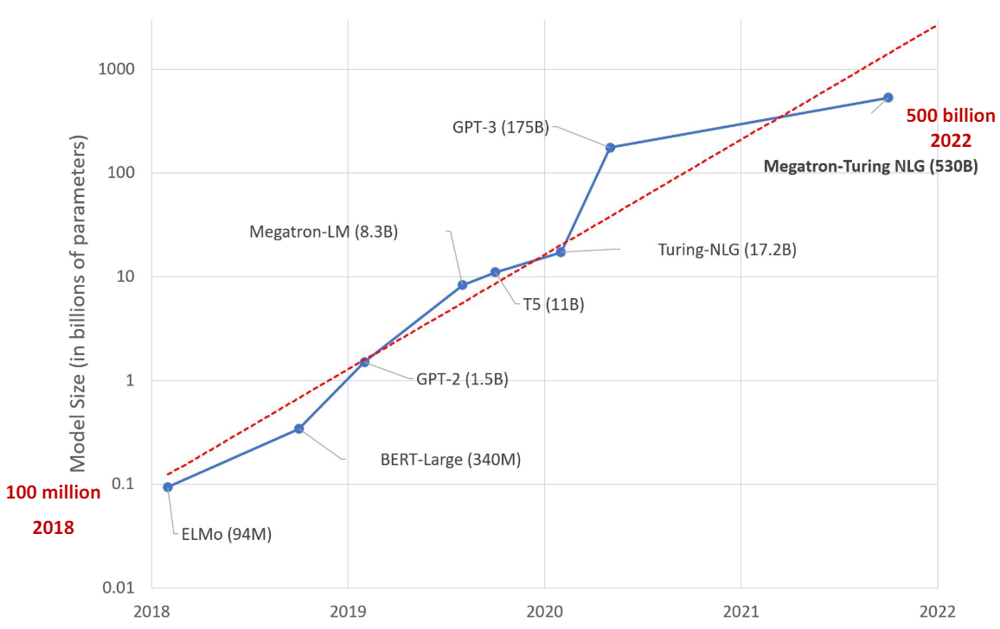 Model Size (in billions of parameters)
1000
100
10
1
0.1
0.01
2018
2019
2020
2021
2022
100 million
2018
ELMo (94M)
BERT-Large (340M)
GPT-2 (1.5B)
Megatron-LM (8.3B)
T5 (11B)
Turing-NLG (17.2B)
GPT-3 (175B)
500 billion
2022
Megatron-Turing NLG (530B)